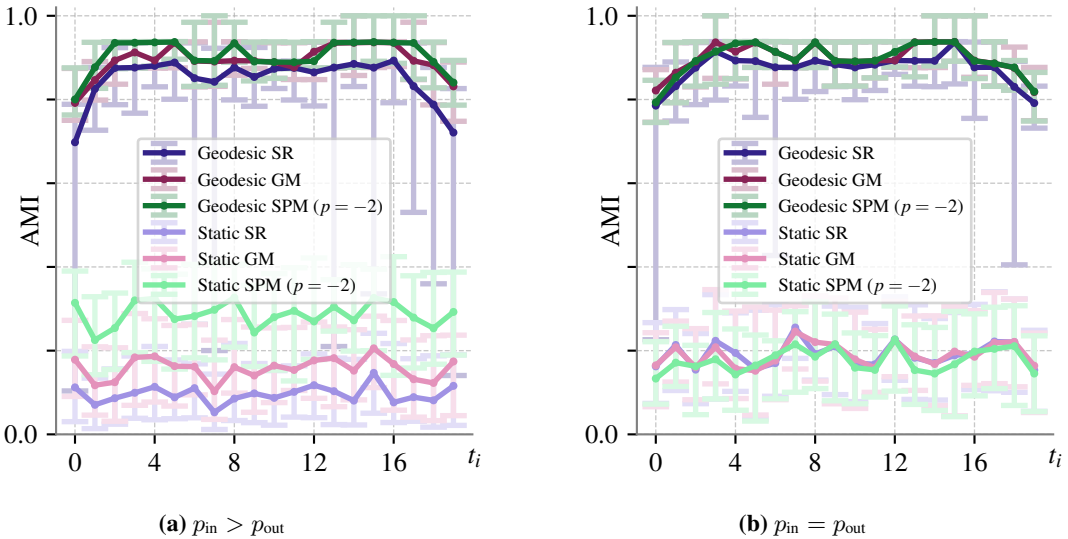 1.0
AMI
0.0
Geodesic SR
Geodesic GM
Geodesic SPM (p = −2)
Static SR
Static GM
Static SPM (p = −2)
0 4 8 12 16 t_i
(a) p_in > p_out
1.0
AMI
0.0
Geodesic SR
Geodesic GM
Geodesic SPM (p = −2)
Static SR
Static GM
Static SPM (p = −2)
0 4 8 12 16 t_i
(b) p_in = p_out